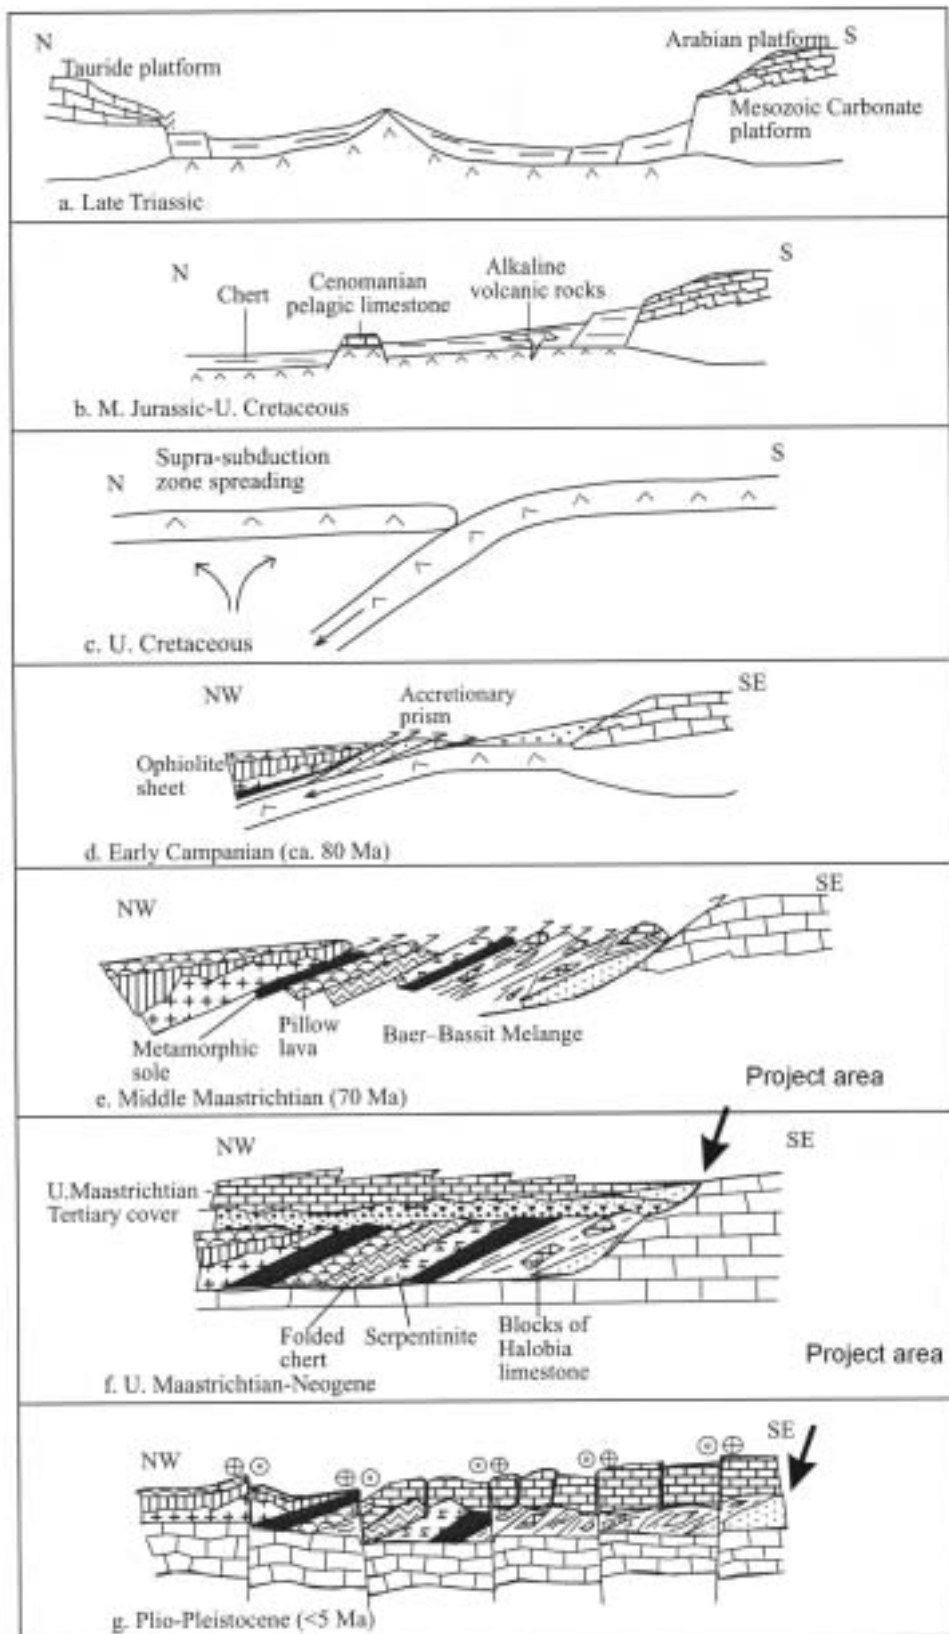 N
Arabian platform
S
Tauride platform
Mesozoic Carbonate
platform
a. Late Triassic
S
N
Alkaline
volcanic rocks
Cenomanian
pelagic limestone
Chert
b. M. Jurassic-U. Cretaceous
Supra-subduction
zone spreading
N
S
c. U. Cretaceous
NW
Accretionary
prism
SE
Ophiolite
sheet
d. Early Campanian (ca. 80 Ma)
NW
SE
Metamorphic
sole
Pillow
lava
Baer–Bassit Melange
Project area
e. Middle Maastrichtian (70 Ma)
NW
SE
U.Maastrichtian -
Tertiary cover
Folded
chert
Serpentinite
Blocks of
Halobia
limestone
Project area
f. U. Maastrichtian-Neogene
NW
SE
g. Plio-Pleistocene (<5 Ma)